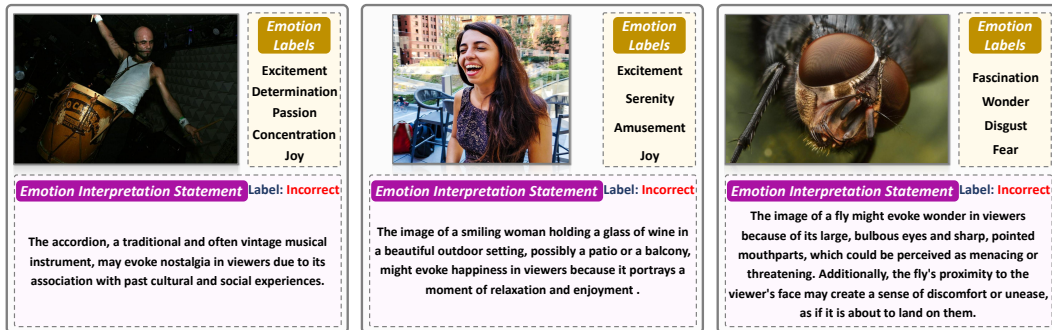 Emotion
Labels
Excitement
Determination
Passion
Concentration
Joy
Emotion Interpretation Statement Label: Incorrect
The accordion, a traditional and often vintage musical
instrument, may evoke nostalgia in viewers due to its
association with past cultural and social experiences.
Emotion
Labels
Excitement
Serenity
Amusement
Joy
Emotion Interpretation Statement Label: Incorrect
The image of a smiling woman holding a glass of wine in
a beautiful outdoor setting, possibly a patio or a balcony,
might evoke happiness in viewers because it portrays a
moment of relaxation and enjoyment .
Emotion
Labels
Fascination
Wonder
Disgust
Fear
Emotion Interpretation Statement Label: Incorrect
The image of a fly might evoke wonder in viewers
because of its large, bulbous eyes and sharp, pointed
mouthparts, which could be perceived as menacing or
threatening. Additionally, the fly's proximity to the
viewer's face may create a sense of discomfort or unease,
as if it is about to land on them.